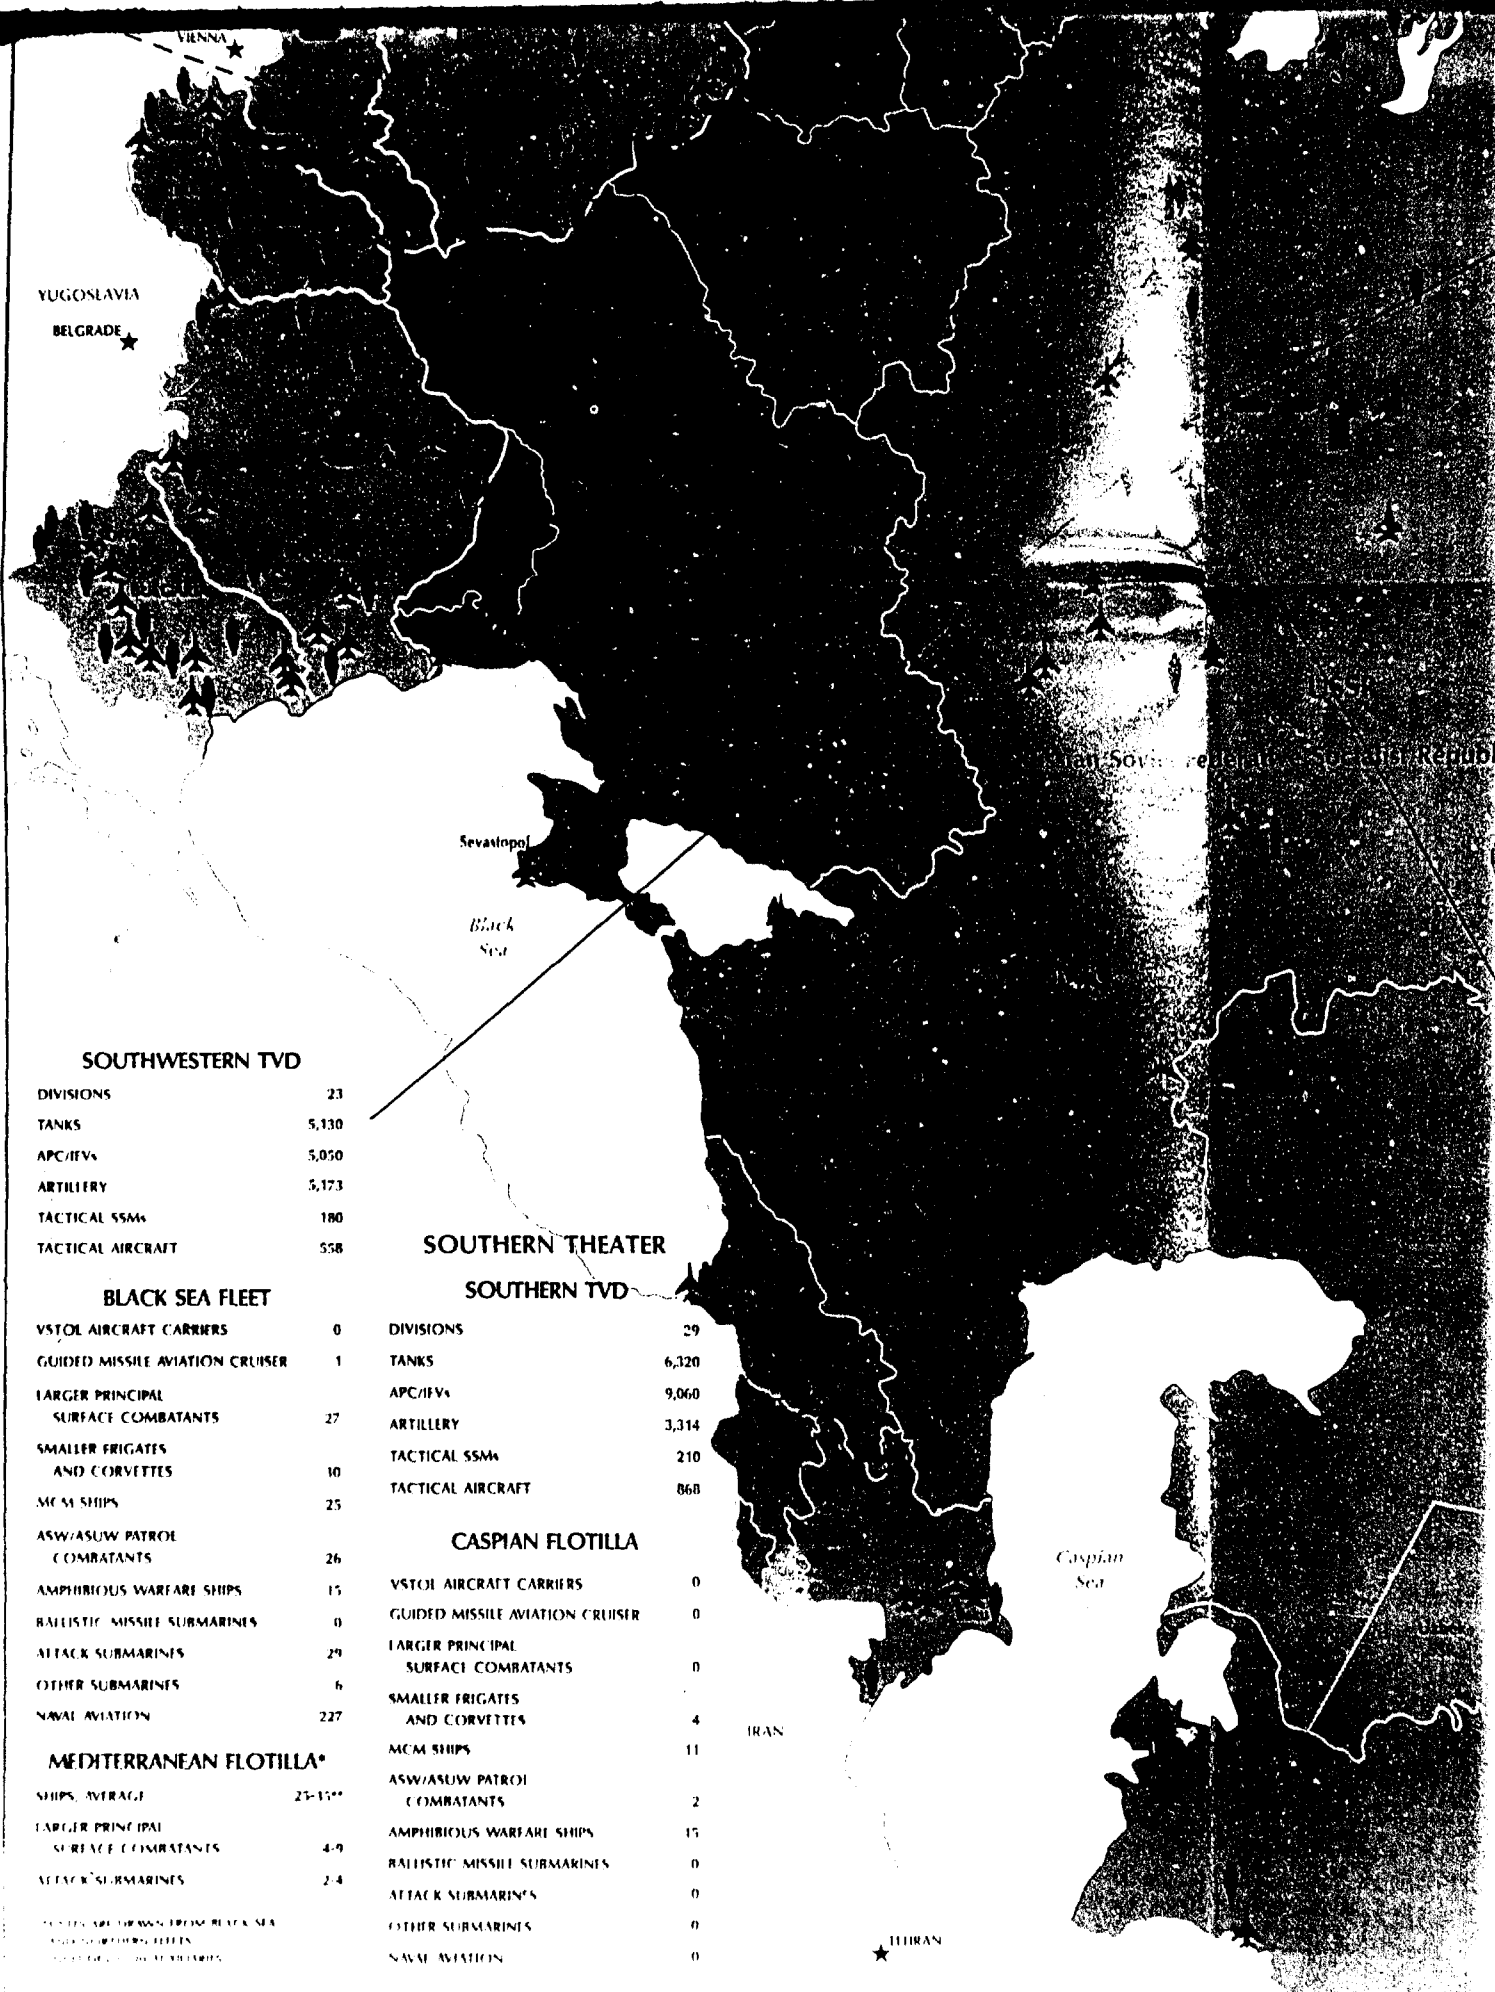 VIENNA
YUGOSLAVIA
BELGRADE
Sevastopol
Black
Sea
Socialist Republ
SOUTHWESTERN TVD
DIVISIONS 23
TANKS 5,130
APC/IFVs 5,050
ARTILLERY 5,173
TACTICAL SSMs 180
TACTICAL AIRCRAFT 558
BLACK SEA FLEET
VSTOL AIRCRAFT CARRIERS 0
GUIDED MISSILE AVIATION CRUISER 1
LARGER PRINCIPAL
SURFACE COMBATANTS 27
SMALLER FRIGATES
AND CORVETTES
MCM SHIPS 25
ASW/ASUW PATROL
COMBATANTS 26
AMPHIBIOUS WARFARE SHIPS 15
BALLISTIC MISSILE SUBMARINES 0
ATTACK SUBMARINES 29
OTHER SUBMARINES 6
NAVAL AVIATION 227
MEDITERRANEAN FLOTILLA*
SHIPS, AVERAGE
LARGER PRINCIPAL
SURFACE COMBATANTS 4-9
ATTACK SUBMARINES 2-4
DRAWN FROM BLACK SEA
SOUTHERN THEATER
SOUTHERN TVD
DIVISIONS 29
TANKS 6,320
APC/IFVs 9,060
ARTILLERY 3,314
TACTICAL SSMs 210
TACTICAL AIRCRAFT 868
CASPIAN FLOTILLA
VSTOL AIRCRAFT CARRIERS 0
GUIDED MISSILE AVIATION CRUISER 0
LARGER PRINCIPAL
SURFACE COMBATANTS 0
SMALLER FRIGATES
AND CORVETTES 4
MCM SHIPS 11
ASW/ASUW PATROL
COMBATANTS 2
AMPHIBIOUS WARFARE SHIPS 15
BALLISTIC MISSILE SUBMARINES 0
ATTACK SUBMARINES 0
OTHER SUBMARINES 0
NAVAL AVIATION 0
Caspian
Sea
IRAN
TEHRAN